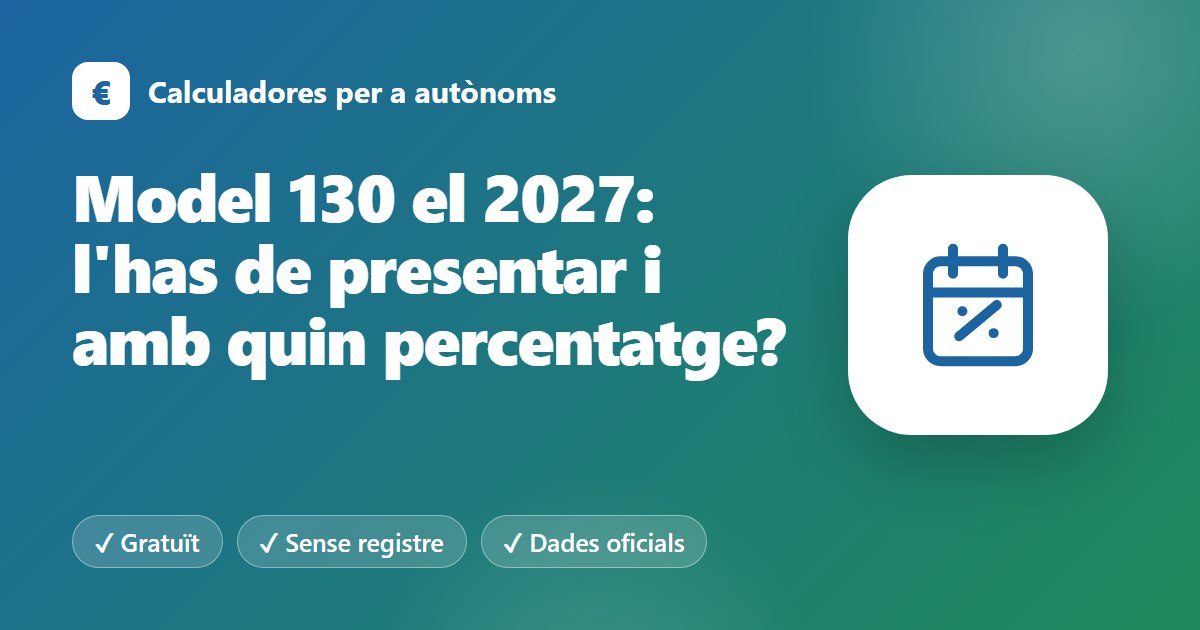 €
Calculadores per a autònoms
Model 130 el 2027:
l'has de presentar i
amb quin percentatge?
✓ Gratuït
✓ Sense registre
✓ Dades oficials